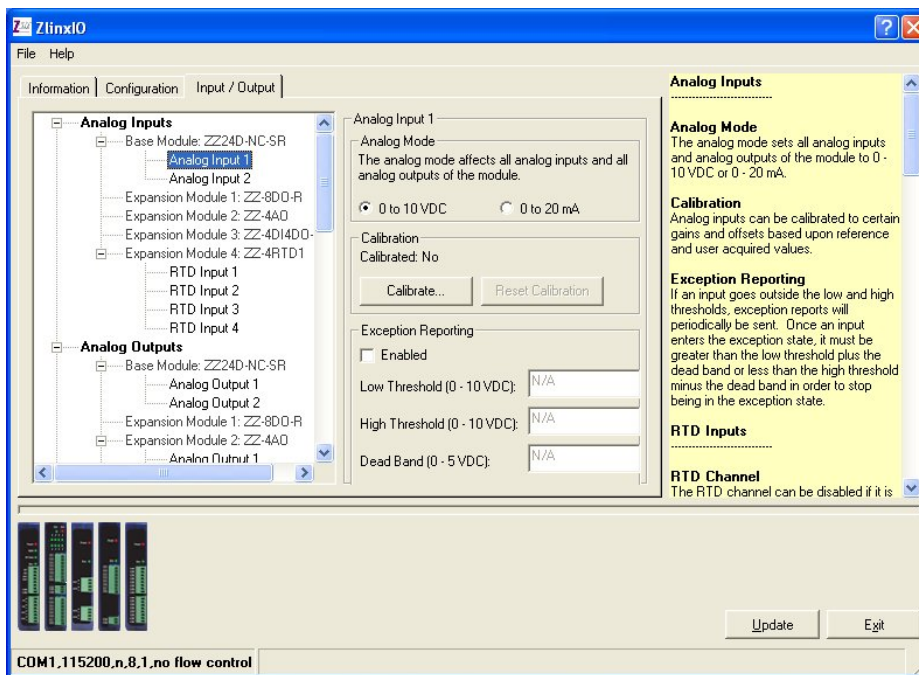 ZlinxIO
File Help
Information Configuration Input / Output
Analog Inputs
Base Module: ZZ24D-NC-SR
Analog Input 1
Analog Input 2
Expansion Module 1: ZZ-8DO-R
Expansion Module 2: ZZ-4AO
Expansion Module 3: ZZ-4DI4DO-
Expansion Module 4: ZZ-4RTD1
RTD Input 1
RTD Input 2
RTD Input 3
RTD Input 4
Analog Outputs
Base Module: ZZ24D-NC-SR
Analog Output 1
Analog Output 2
Expansion Module 1: ZZ-8DO-R
Expansion Module 2: ZZ-4AO
Analog Output 1
Analog Input 1
Analog Mode
The analog mode affects all analog inputs and all
analog outputs of the module.
0 to 10 VDC 0 to 20 mA
Calibration
Calibrated: No
Calibrate... Reset Calibration
Exception Reporting
Enabled
Low Threshold (0 - 10 VDC): N/A
High Threshold (0 - 10 VDC): N/A
Dead Band (0 - 5 VDC): N/A
Analog Inputs
----------------------------
Analog Mode
The analog mode sets all analog inputs
and analog outputs of the module to 0 -
10 VDC or 0 - 20 mA.
Calibration
Analog inputs can be calibrated to certain
gains and offsets based upon reference
and user acquired values.
Exception Reporting
If an input goes outside the low and high
thresholds, exception reports will
periodically be sent. Once an input
enters the exception state, it must be
greater than the low threshold plus the
dead band or less than the high threshold
minus the dead band in order to stop
being in the exception state.
RTD Inputs
----------------------------
RTD Channel
The RTD channel can be disabled if it is
Update Exit
COM1,115200,n,8,1,no flow control